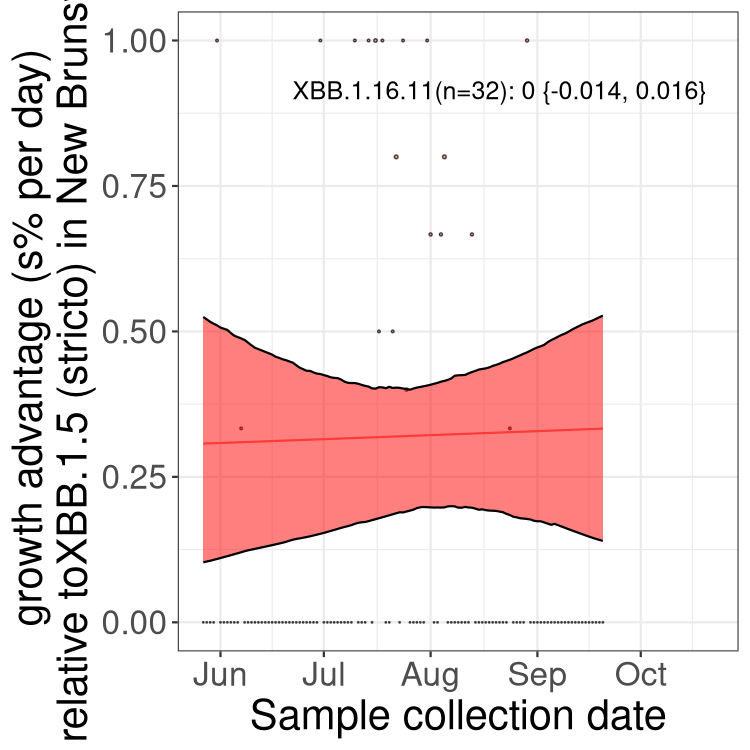 growth advantage (s% per day)
relative toXBB.1.5 (stricto) in New Bruns
1.00
0.75
0.50
0.25
0.00
XBB.1.16.11(n=32): 0 {-0.014, 0.016}
Jun Jul Aug Sep Oct
Sample collection date